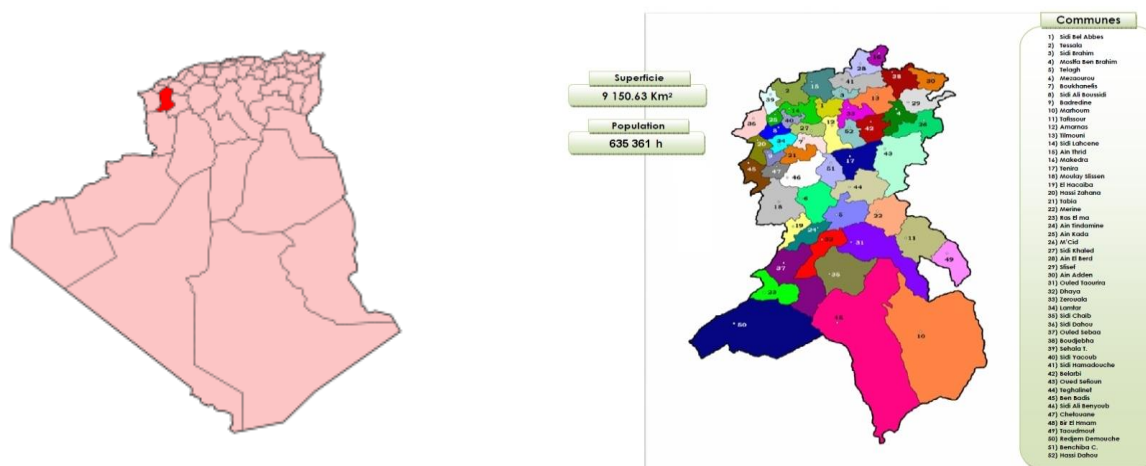 Communes
Superficie
9 150.63 Km²
Population
635 361 h
1) Sidi Bel Abbes
2) Tessala
3) Sidi Brahim
4) Mostfa Ben Brahim
5) Telagh
6) Mezaourou
7) Boukhanefis
8) Sidi Ali Boussidi
9) Badredine
10) Marhoum
11) Tafissour
12) Amarnas
13) Tilmouni
14) Sidi Lahcene
15) Ain thrid
16) Makedra
17) Tenira
18) Moulay Slissen
19) El Hacaiba
20) Hassi Zahana
21) Tabia
22) Merine
23) Ras El ma
24) Ain Tindamine
25) Ain Kada
26) M'Cid
27) Sidi Khaled
28) Ain El Berd
29) Sfisef
30) Ain Adden
31) Ouled Taourira
32) Dhaya
33) Zerouala
34) Lamtar
35) Sidi Chaib
36) Sidi Dahou
37) Ouled Sebaa
38) Boudjebha
39) Sehala T.
40) Sidi Yacoub
41) Sidi Hamadouche
42) Belarbi
43) Oued Sefioun
44) Teghalimet
45) Ben Badis
46) Sidi Ali Benyoub
47) Chetouane
48) Bir El Hmam
49) Taoudmout
50) Redjem Demouche
51) Benchiba C.
52) Hassi Dahou